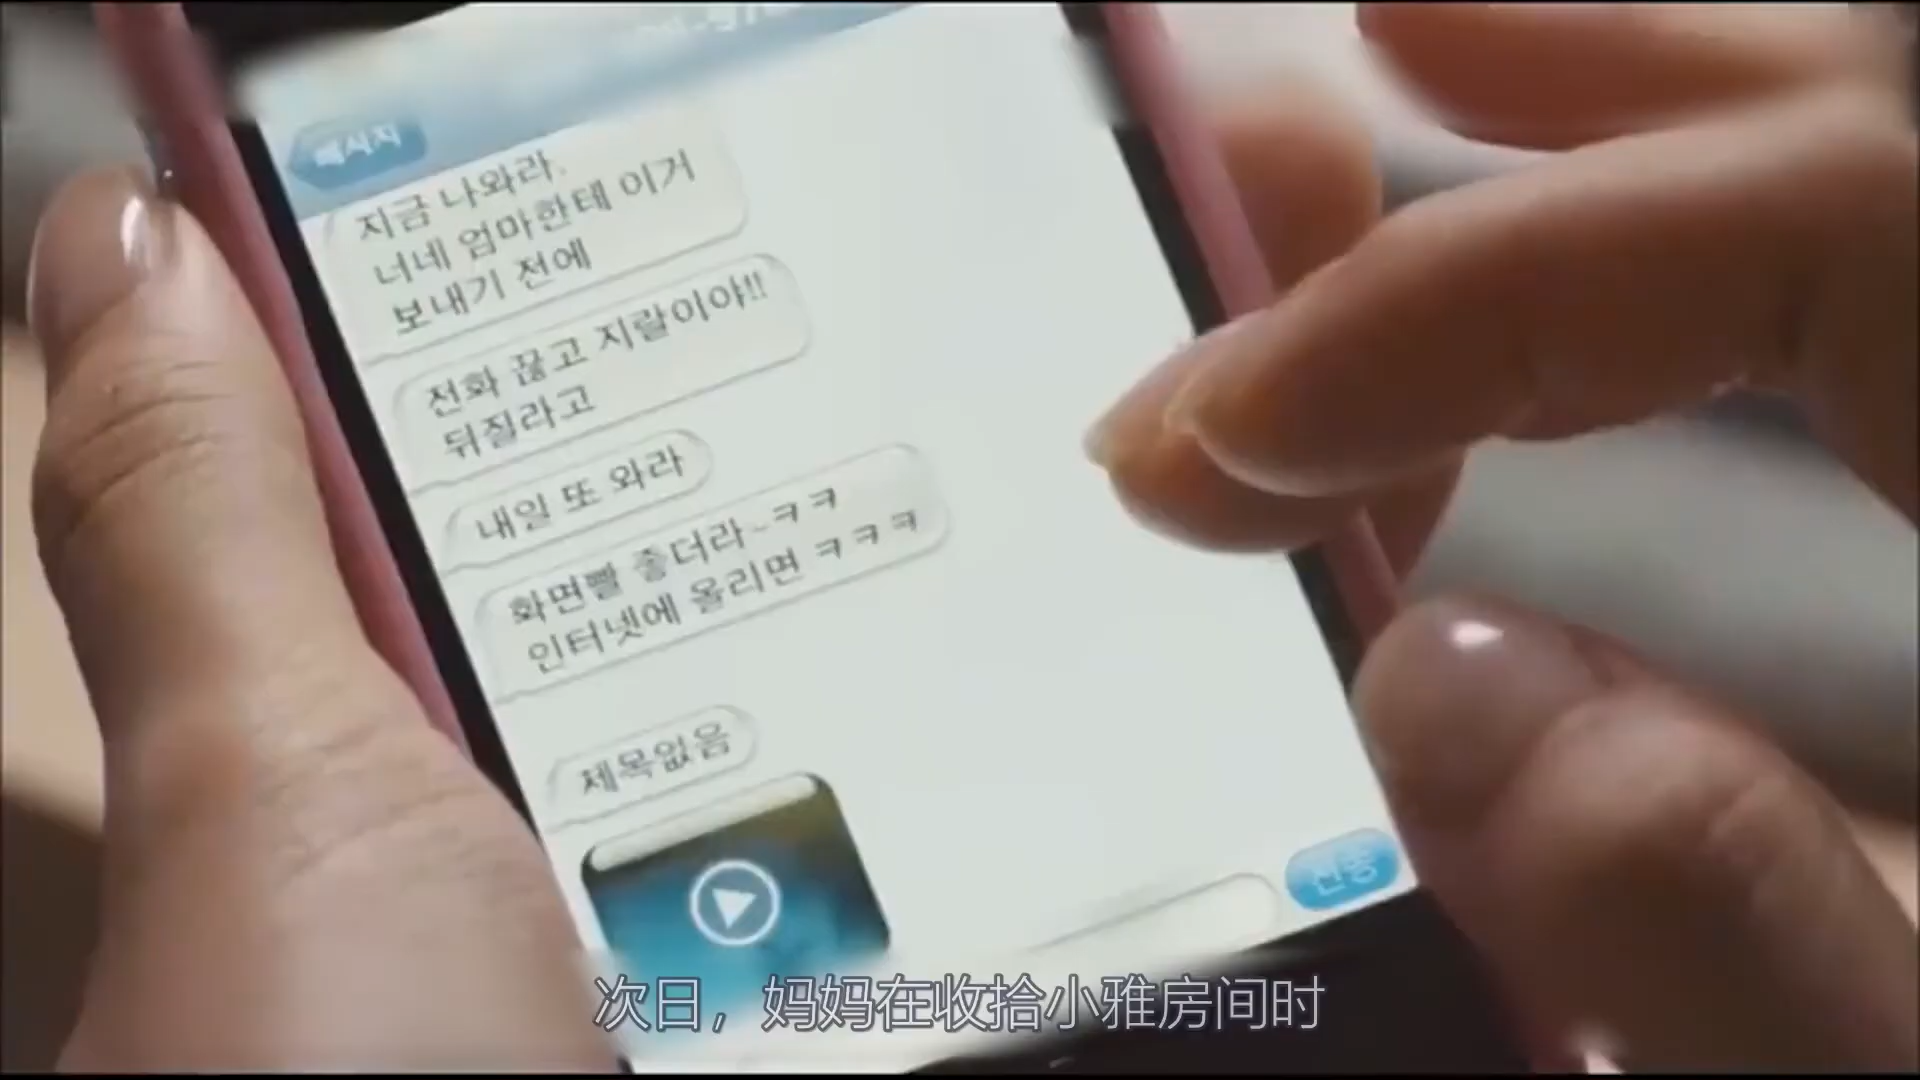 메시지
지금 나와라.
너네 엄마한테 이거
보내기 전에
전화 끊고 지랄이야!!
뒤질라고
내일 또 와라
화면빨 좋더라~ㅋㅋ
인터넷에 올리면 ㅋㅋㅋ
제목없음
전송
次日，妈妈在收拾小雅房间时